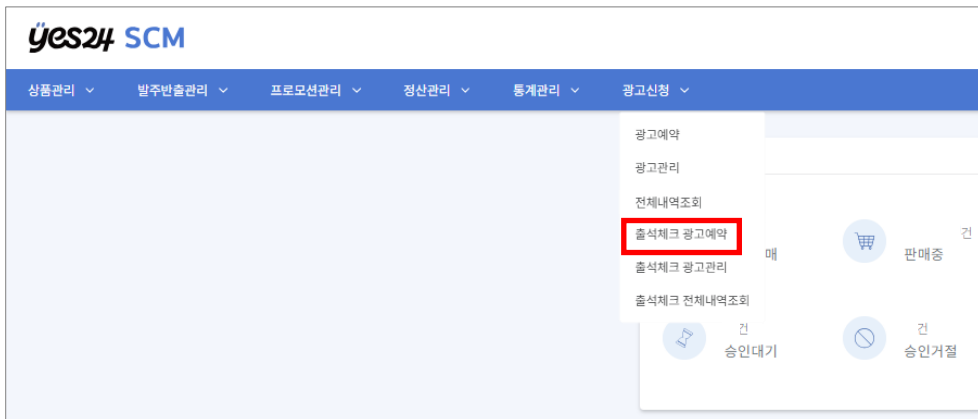 yes24 SCM
상품관리 발주반출관리 프로모션관리 정산관리 통계관리 광고신청
광고예약
광고관리
전체내역조회
출석체크 광고예약
출석체크 광고관리
출석체크 전체내역조회
건
매
판매중
건
승인대기
건
승인거절